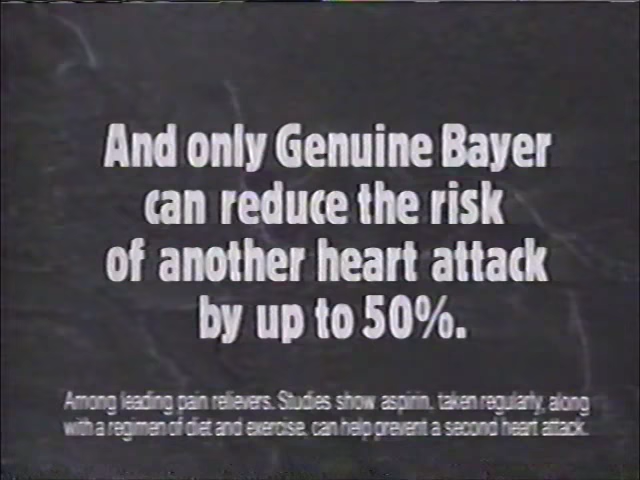 And only Genuine Bayer
can reduce the risk
of another heart attack
by up to 50%.
Among leading pain relievers. Studies show aspirin, taken regularly, along
with a regimen of diet and exercise, can help prevent a second heart attack.